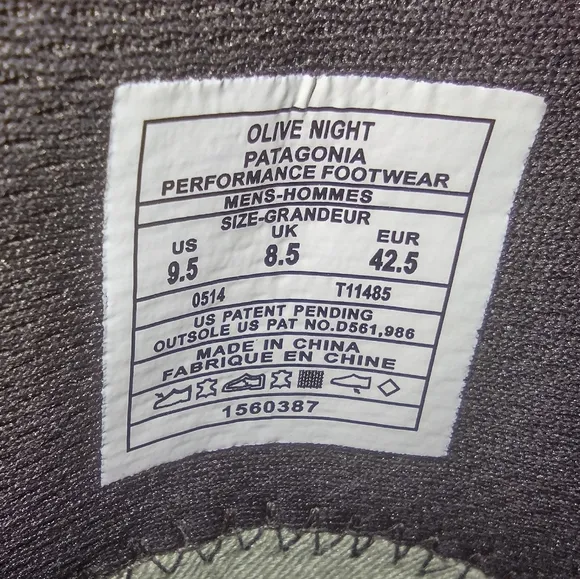 OLIVE NIGHT
PATAGONIA
PERFORMANCE FOOTWEAR
MENS-HOMMES
SIZE-GRANDEUR
US UK EUR
9.5 8.5 42.5
0514 T11485
US PATENT PENDING
OUTSOLE US PAT NO.D561,986
MADE IN CHINA
FABRIQUE EN CHINE
1560387